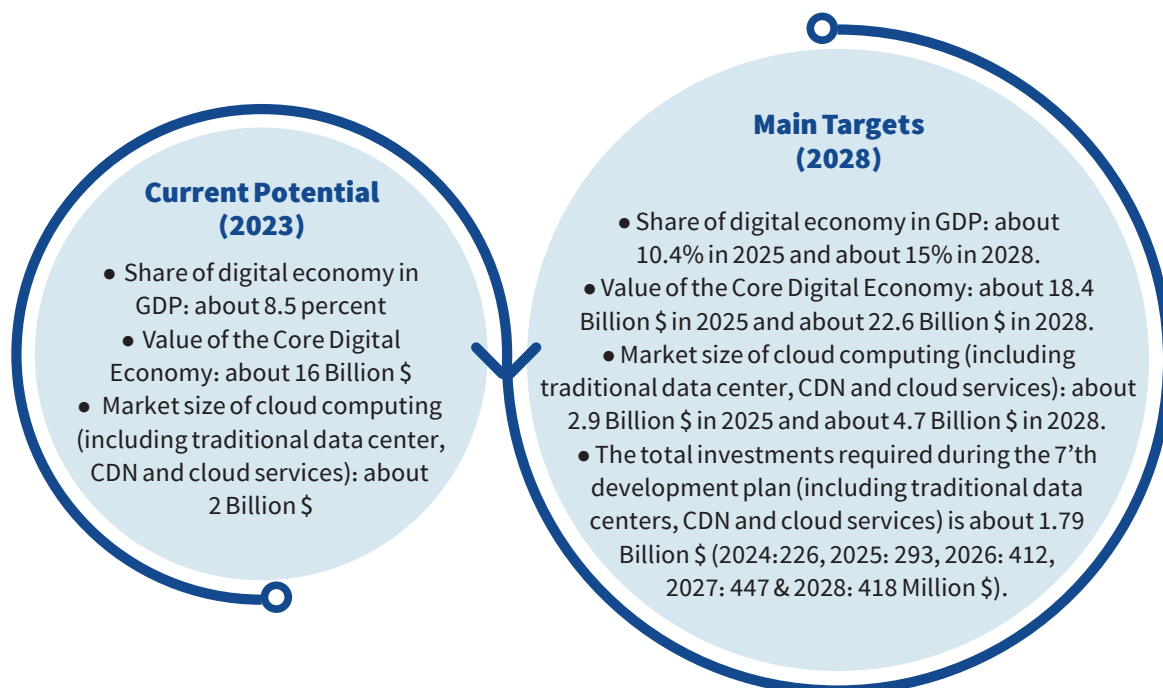 Current Potential
(2023)
● Share of digital economy in
GDP: about 8.5 percent
● Value of the Core Digital
Economy: about 16 Billion $
● Market size of cloud computing
(including traditional data center,
CDN and cloud services): about
2 Billion $
Main Targets
(2028)
● Share of digital economy in GDP: about
10.4% in 2025 and about 15% in 2028.
● Value of the Core Digital Economy: about 18.4
Billion $ in 2025 and about 22.6 Billion $ in 2028.
● Market size of cloud computing (including
traditional data center, CDN and cloud services): about
2.9 Billion $ in 2025 and about 4.7 Billion $ in 2028.
● The total investments required during the 7’th
development plan (including traditional data
centers, CDN and cloud services) is about 1.79
Billion $ (2024:226, 2025: 293, 2026: 412,
2027: 447 & 2028: 418 Million $).